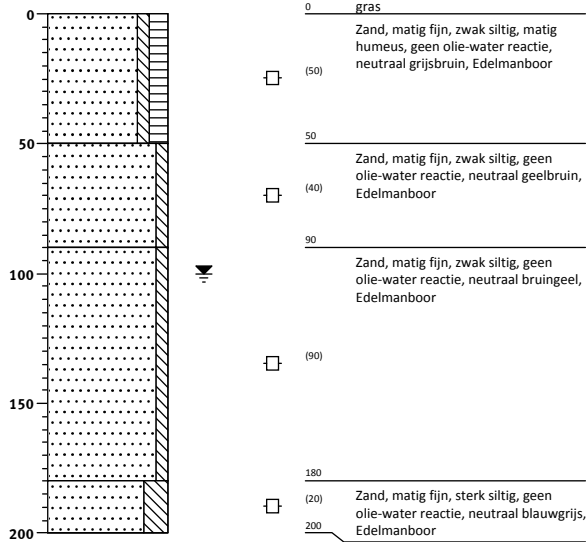 0
50
100
150
200
0 gras
Zand, matig fijn, zwak siltig, matig
humeus, geen olie-water reactie,
neutraal grijsbruin, Edelmanboor
(50)
50
Zand, matig fijn, zwak siltig, geen
olie-water reactie, neutraal geelbruin,
Edelmanboor
(40)
90
Zand, matig fijn, zwak siltig, geen
olie-water reactie, neutraal bruingeel,
Edelmanboor
(90)
180
(20)
Zand, matig fijn, sterk siltig, geen
olie-water reactie, neutraal blauwgrijs,
Edelmanboor
200